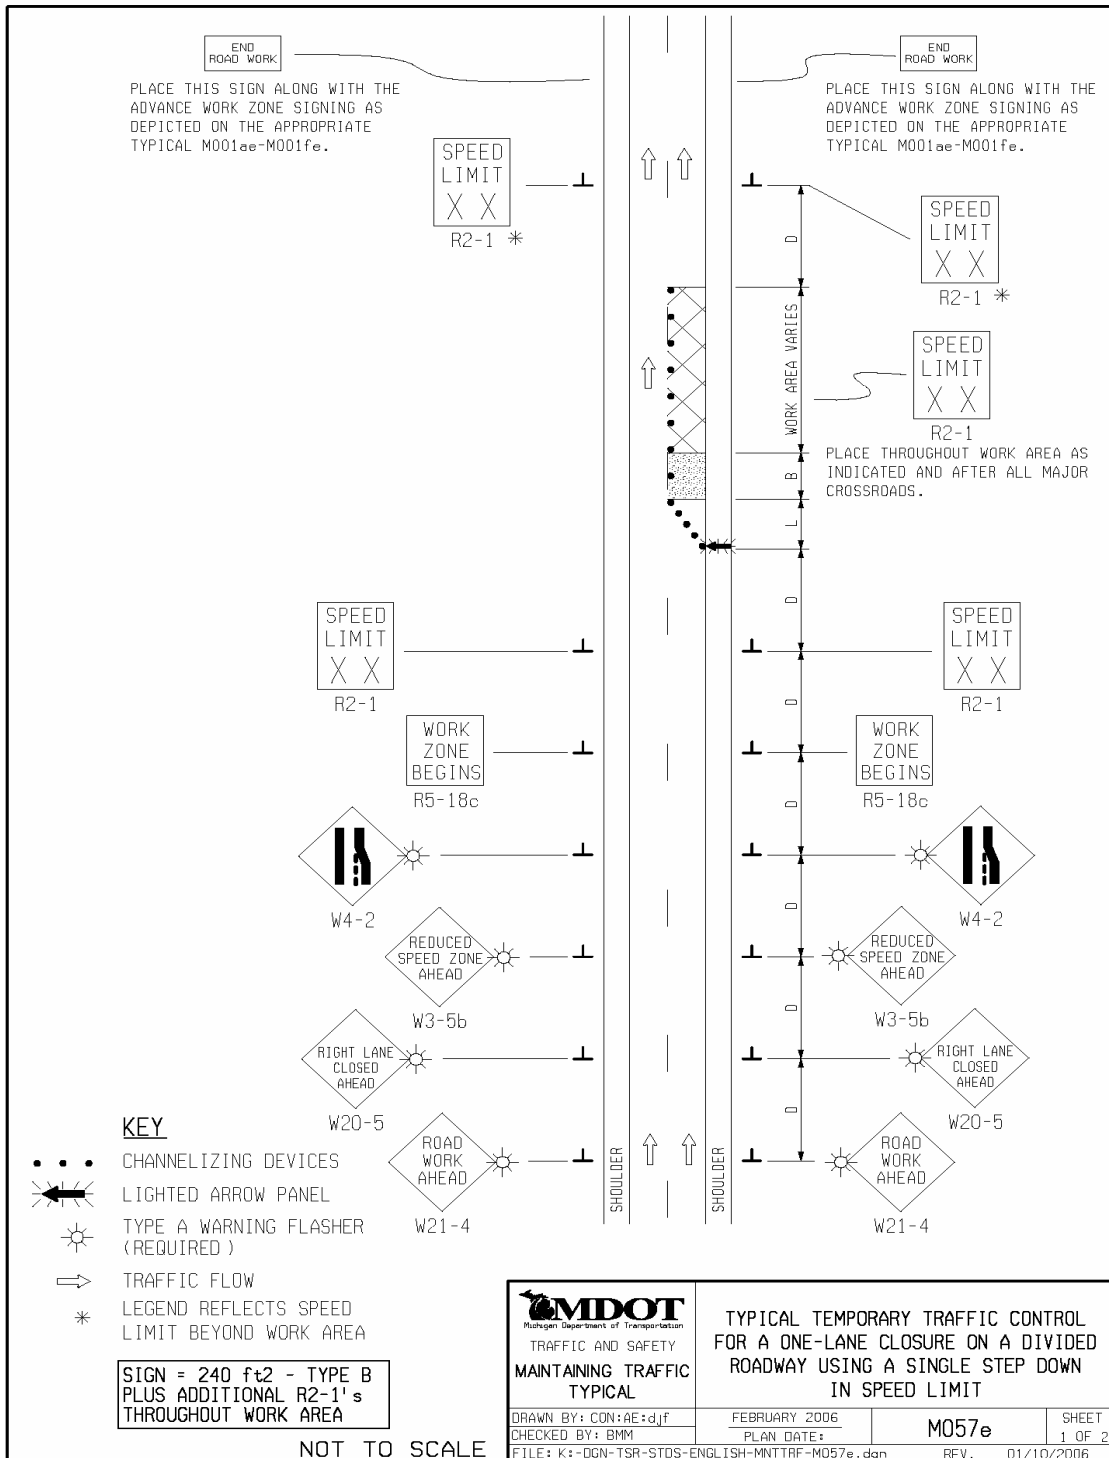 END
ROAD WORK
PLACE THIS SIGN ALONG WITH THE
ADVANCE WORK ZONE SIGNING AS
DEPICTED ON THE APPROPRIATE
TYPICAL M001ae-M001fe.
END
ROAD WORK
PLACE THIS SIGN ALONG WITH THE
ADVANCE WORK ZONE SIGNING AS
DEPICTED ON THE APPROPRIATE
TYPICAL M001ae-M001fe.
SPEED
LIMIT
X X
R2-1 *
SPEED
LIMIT
X X
R2-1 *
D
WORK AREA VARIES
SPEED
LIMIT
X X
R2-1
PLACE THROUGHOUT WORK AREA AS
INDICATED AND AFTER ALL MAJOR
CROSSROADS.
B
L
D
SPEED
LIMIT
X X
R2-1
SPEED
LIMIT
X X
R2-1
D
WORK
ZONE
BEGINS
R5-18c
WORK
ZONE
BEGINS
R5-18c
D
W4-2
W4-2
D
REDUCED
SPEED ZONE
AHEAD
W3-5b
REDUCED
SPEED ZONE
AHEAD
W3-5b
D
RIGHT LANE
CLOSED
AHEAD
W20-5
RIGHT LANE
CLOSED
AHEAD
W20-5
D
ROAD
WORK
AHEAD
W21-4
SHOULDER
SHOULDER
ROAD
WORK
AHEAD
W21-4
KEY
CHANNELIZING DEVICES
LIGHTED ARROW PANEL
TYPE A WARNING FLASHER
(REQUIRED)
TRAFFIC FLOW
* LEGEND REFLECTS SPEED
LIMIT BEYOND WORK AREA
SIGN = 240 ft2 - TYPE B
PLUS ADDITIONAL R2-1's
THROUGHOUT WORK AREA
NOT TO SCALE
MDOT
Michigan Department of Transportation
TRAFFIC AND SAFETY
MAINTAINING TRAFFIC
TYPICAL
TYPICAL TEMPORARY TRAFFIC CONTROL
FOR A ONE-LANE CLOSURE ON A DIVIDED
ROADWAY USING A SINGLE STEP DOWN
IN SPEED LIMIT
DRAWN BY: CON:AE:djf
CHECKED BY: BMM
FEBRUARY 2006
PLAN DATE:
M057e
SHEET
1 OF 2
FILE: K:-DGN-TSR-STDS-ENGLISH-MNTTRF-M057e.dgn REV. 01/10/2006